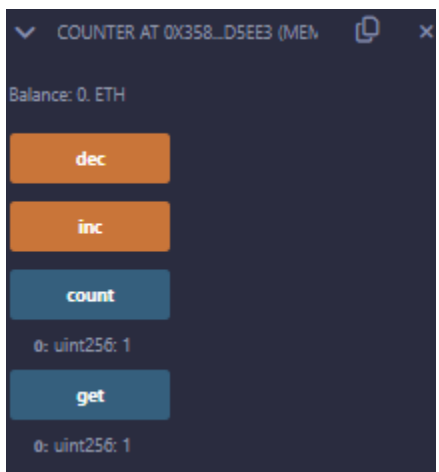 COUNTER AT 0X358...D5EE3 (MEM
Balance: 0. ETH
dec
inc
count
0: uint256: 1
get
0: uint256: 1